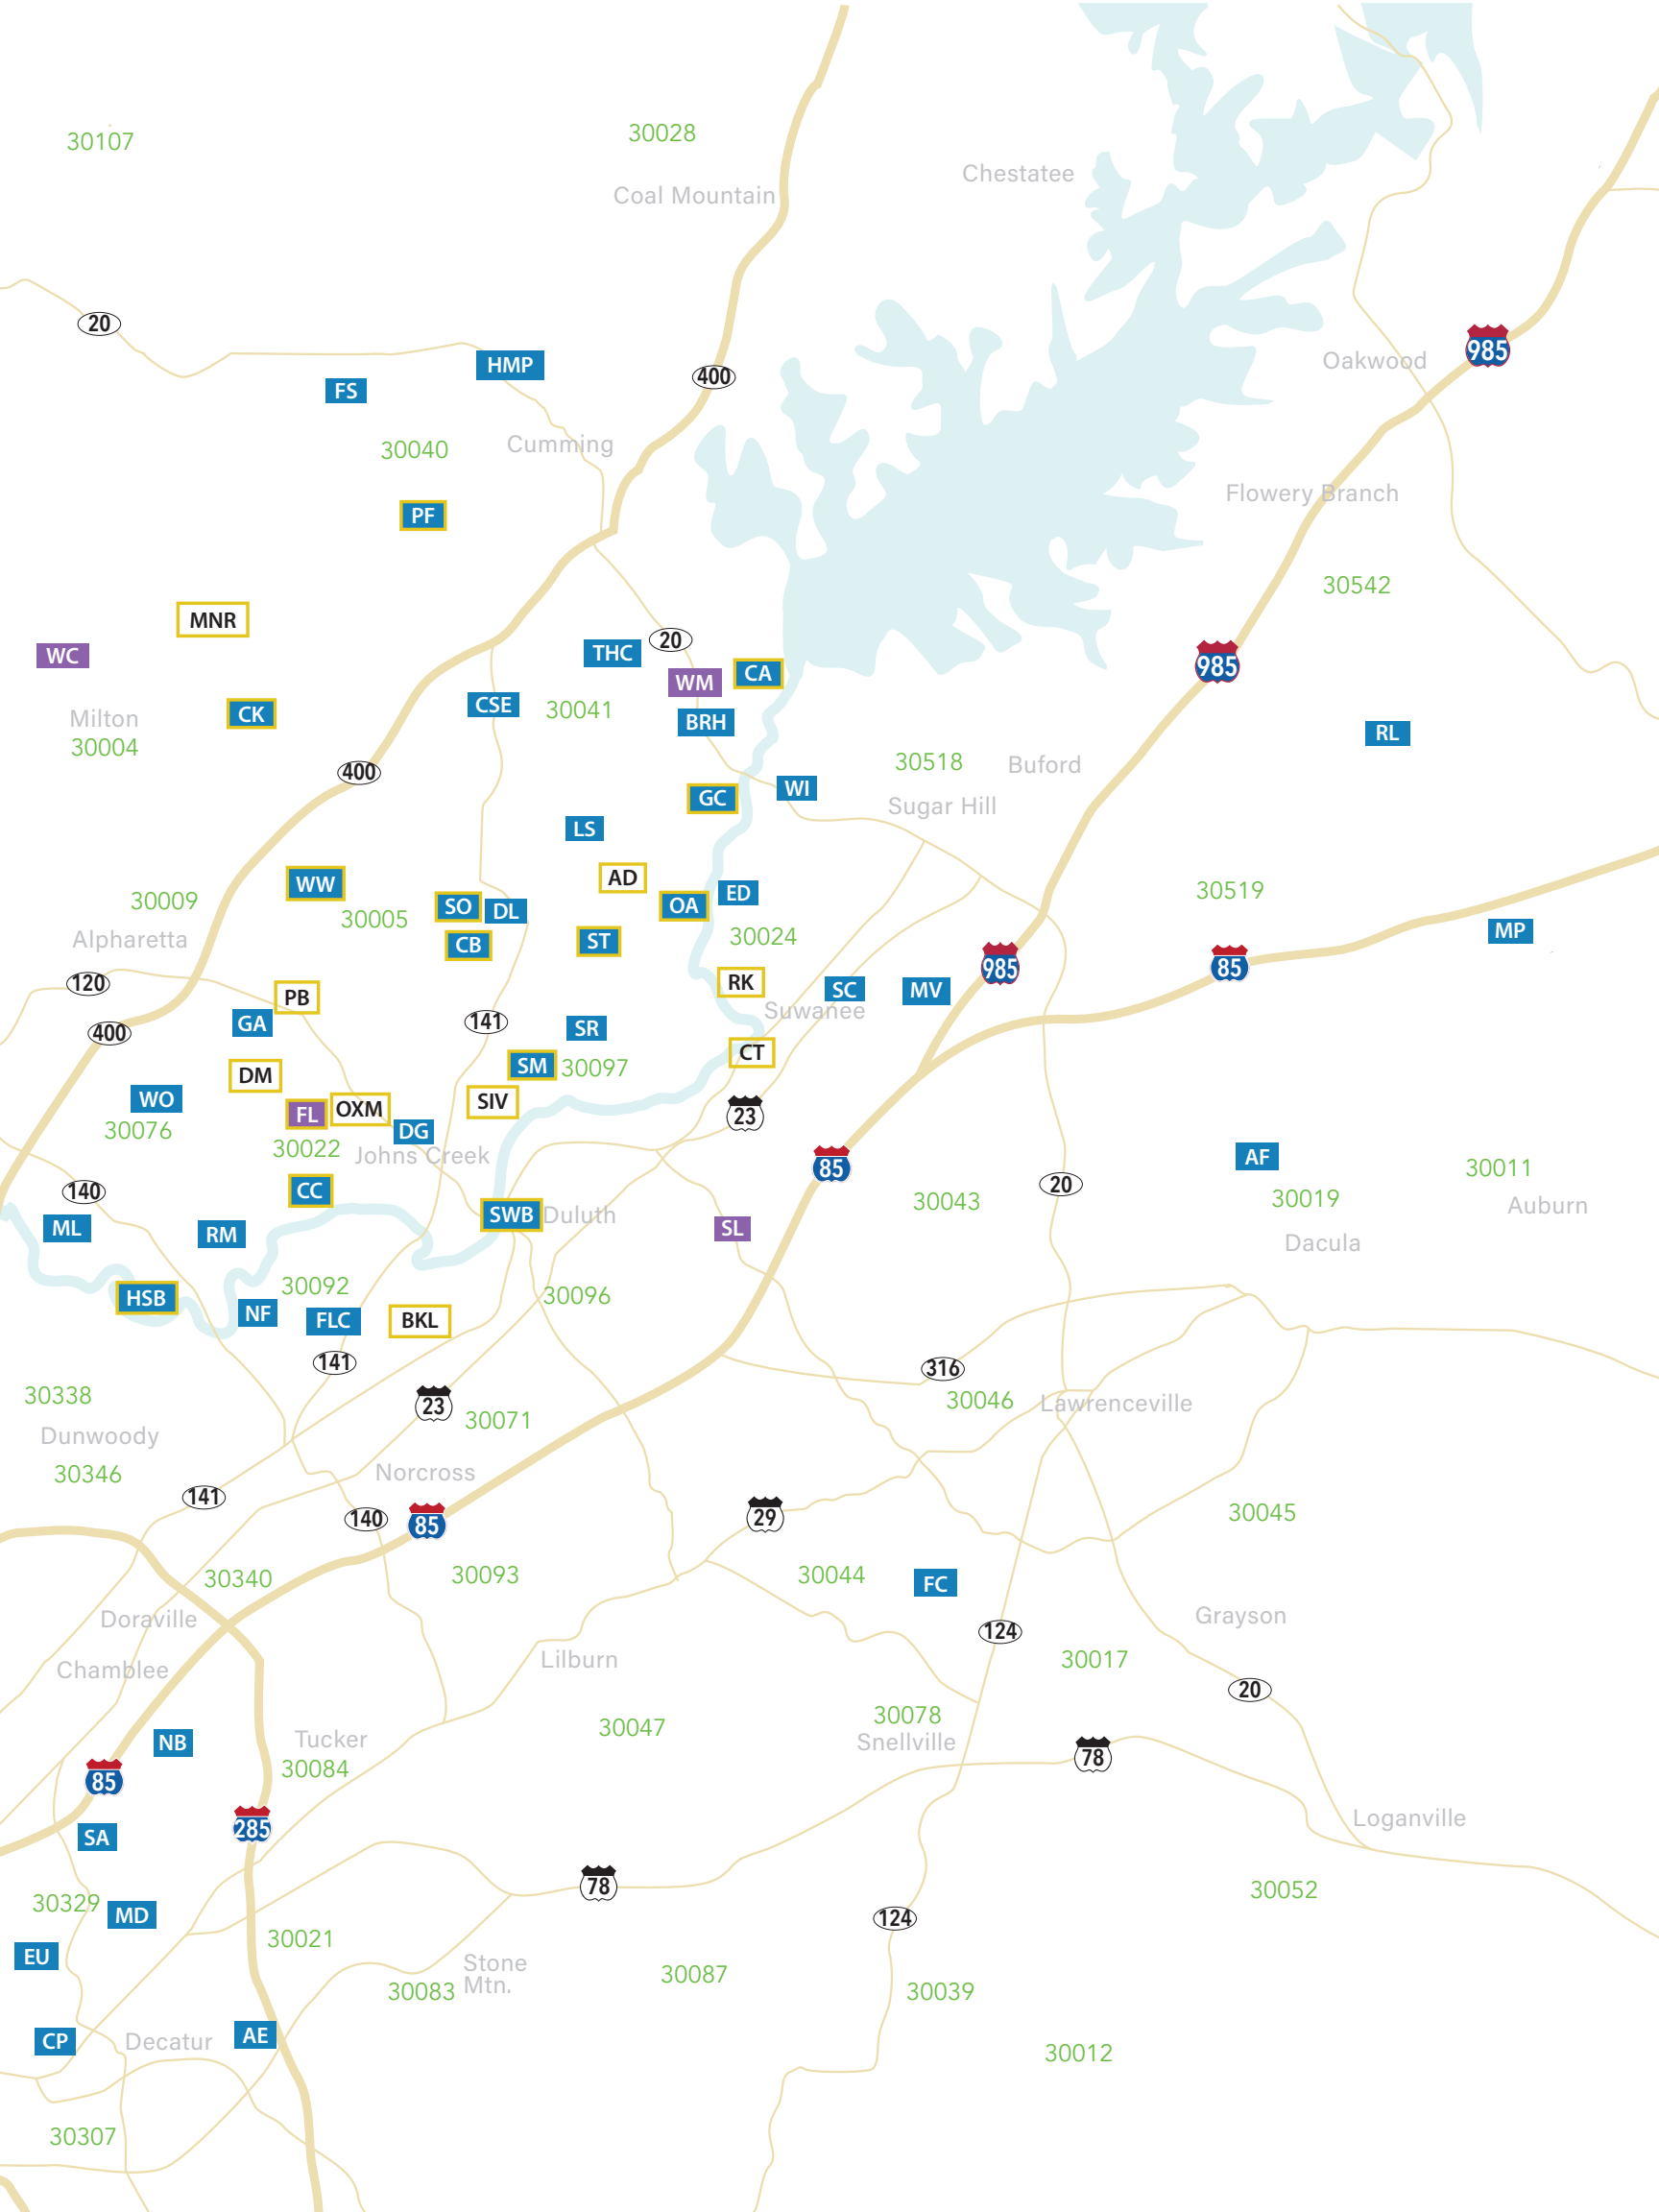 30107
30028
Chestatee
Coal Mountain
20
HMP
985
Oakwood
400
FS
Cumming
30040
Flowery Branch
PF
30542
MNR
20
THC
WC
985
CA
WM
CSE
30041
CK
Milton
BRH
RL
30004
30518
Buford
400
WI
GC
Sugar Hill
LS
AD
WW
30519
ED
30009
OA
SO
DL
30005
MP
30024
Alpharetta
ST
CB
985
85
120
RK
SC
MV
PB
Suwanee
GA
141
SR
400
CT
SM
30097
DM
WO
SIV
OXM
FL
23
30076
DG
30022
Johns Creek
AF
85
30011
20
140
CC
30043
30019
Auburn
SWB
Duluth
ML
SL
RM
Dacula
30092
30096
HSB
NF
FLC
BKL
141
316
30338
30046
Lawrenceville
23
30071
Dunwoody
30346
Norcross
141
30045
29
140
85
30340
30093
30044
FC
Doraville
Grayson
124
Lilburn
30017
Chamblee
20
30078
30047
Tucker
NB
Snellville
78
30084
85
Loganville
285
SA
78
30052
30329
MD
124
30021
EU
Stone
Mtn.
30083
30087
30039
AE
CP
Decatur
30012
30307